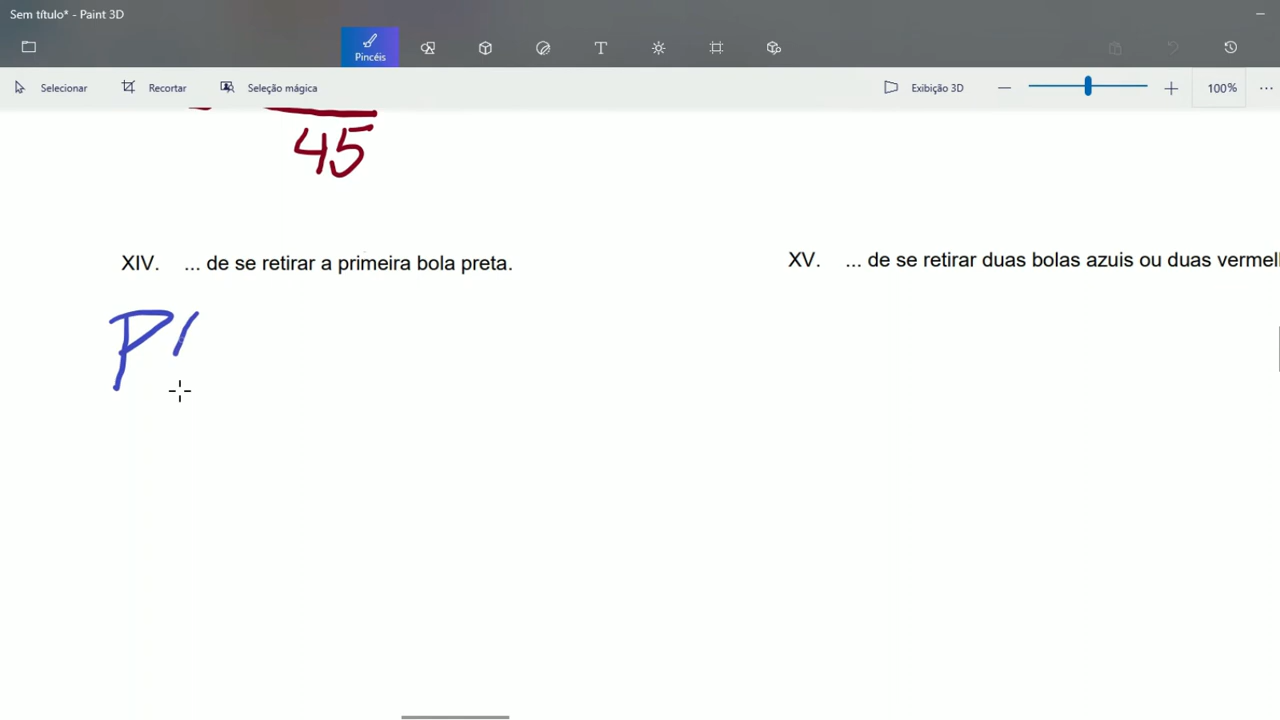 Sem título* - Paint 3D
Pincéis
Selecionar Recortar Seleção mágica Exibição 3D 100% ...
45
XIV. ... de se retirar a primeira bola preta.
XV. ... de se retirar duas bolas azuis ou duas vermel
P(